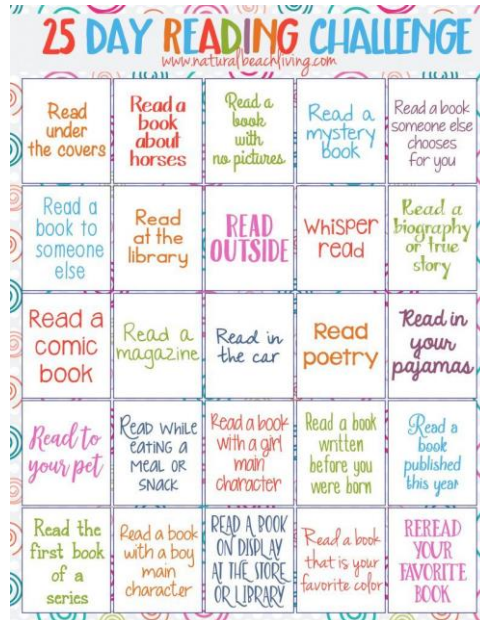 25 DAY READING CHALLENGE
www.naturalbeachliving.com
Read
under
the covers
Read a
book
about
horses
Read a
book
with
no pictures
Read a
mystery
book
Read a book
someone else
chooses
for you
Read a
book to
someone
else
Read
at the
library
READ
OUTSIDE
Whisper
read
Read a
biography
or true
story
Read a
comic
book
Read a
magazine
Read in
the car
Read
poetry
Read in
your
pajamas
Read to
your pet
READ WHILE
EATING A
MEAL OR
SNACK
Read a book
with a girl
main
character
Read a book
written
before you
were born
Read a
book
published
this year
Read the
first book
of a
series
Read a book
with a boy
main
character
READ A BOOK
ON DISPLAY
AT THE STORE
OR LIBRARY
Read a book
that is your
favorite color
REREAD
YOUR
FAVORITE
BOOK